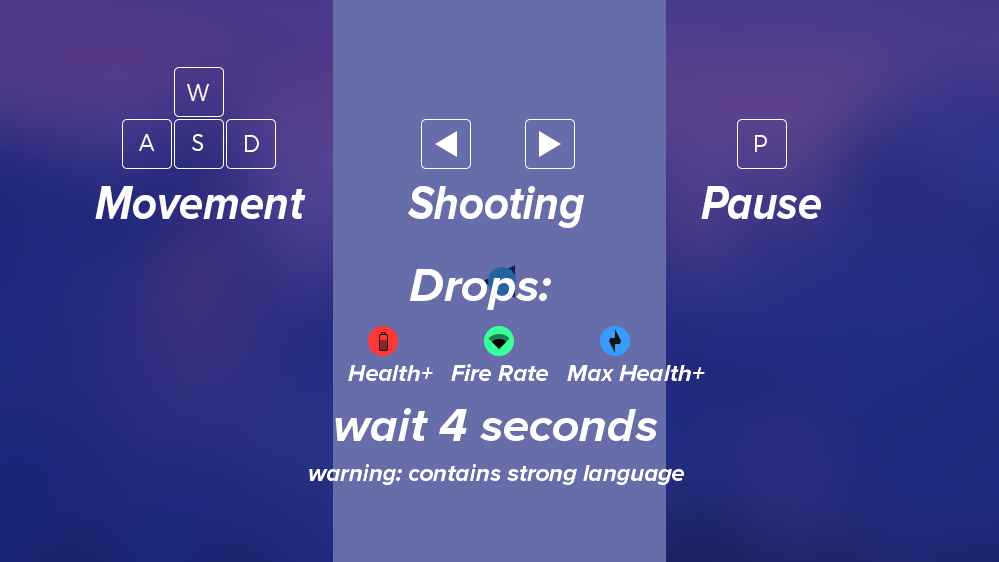 W
A S D
Movement
Shooting
P
Pause
Drops:
Health+ Fire Rate Max Health+
wait 4 seconds
warning: contains strong language